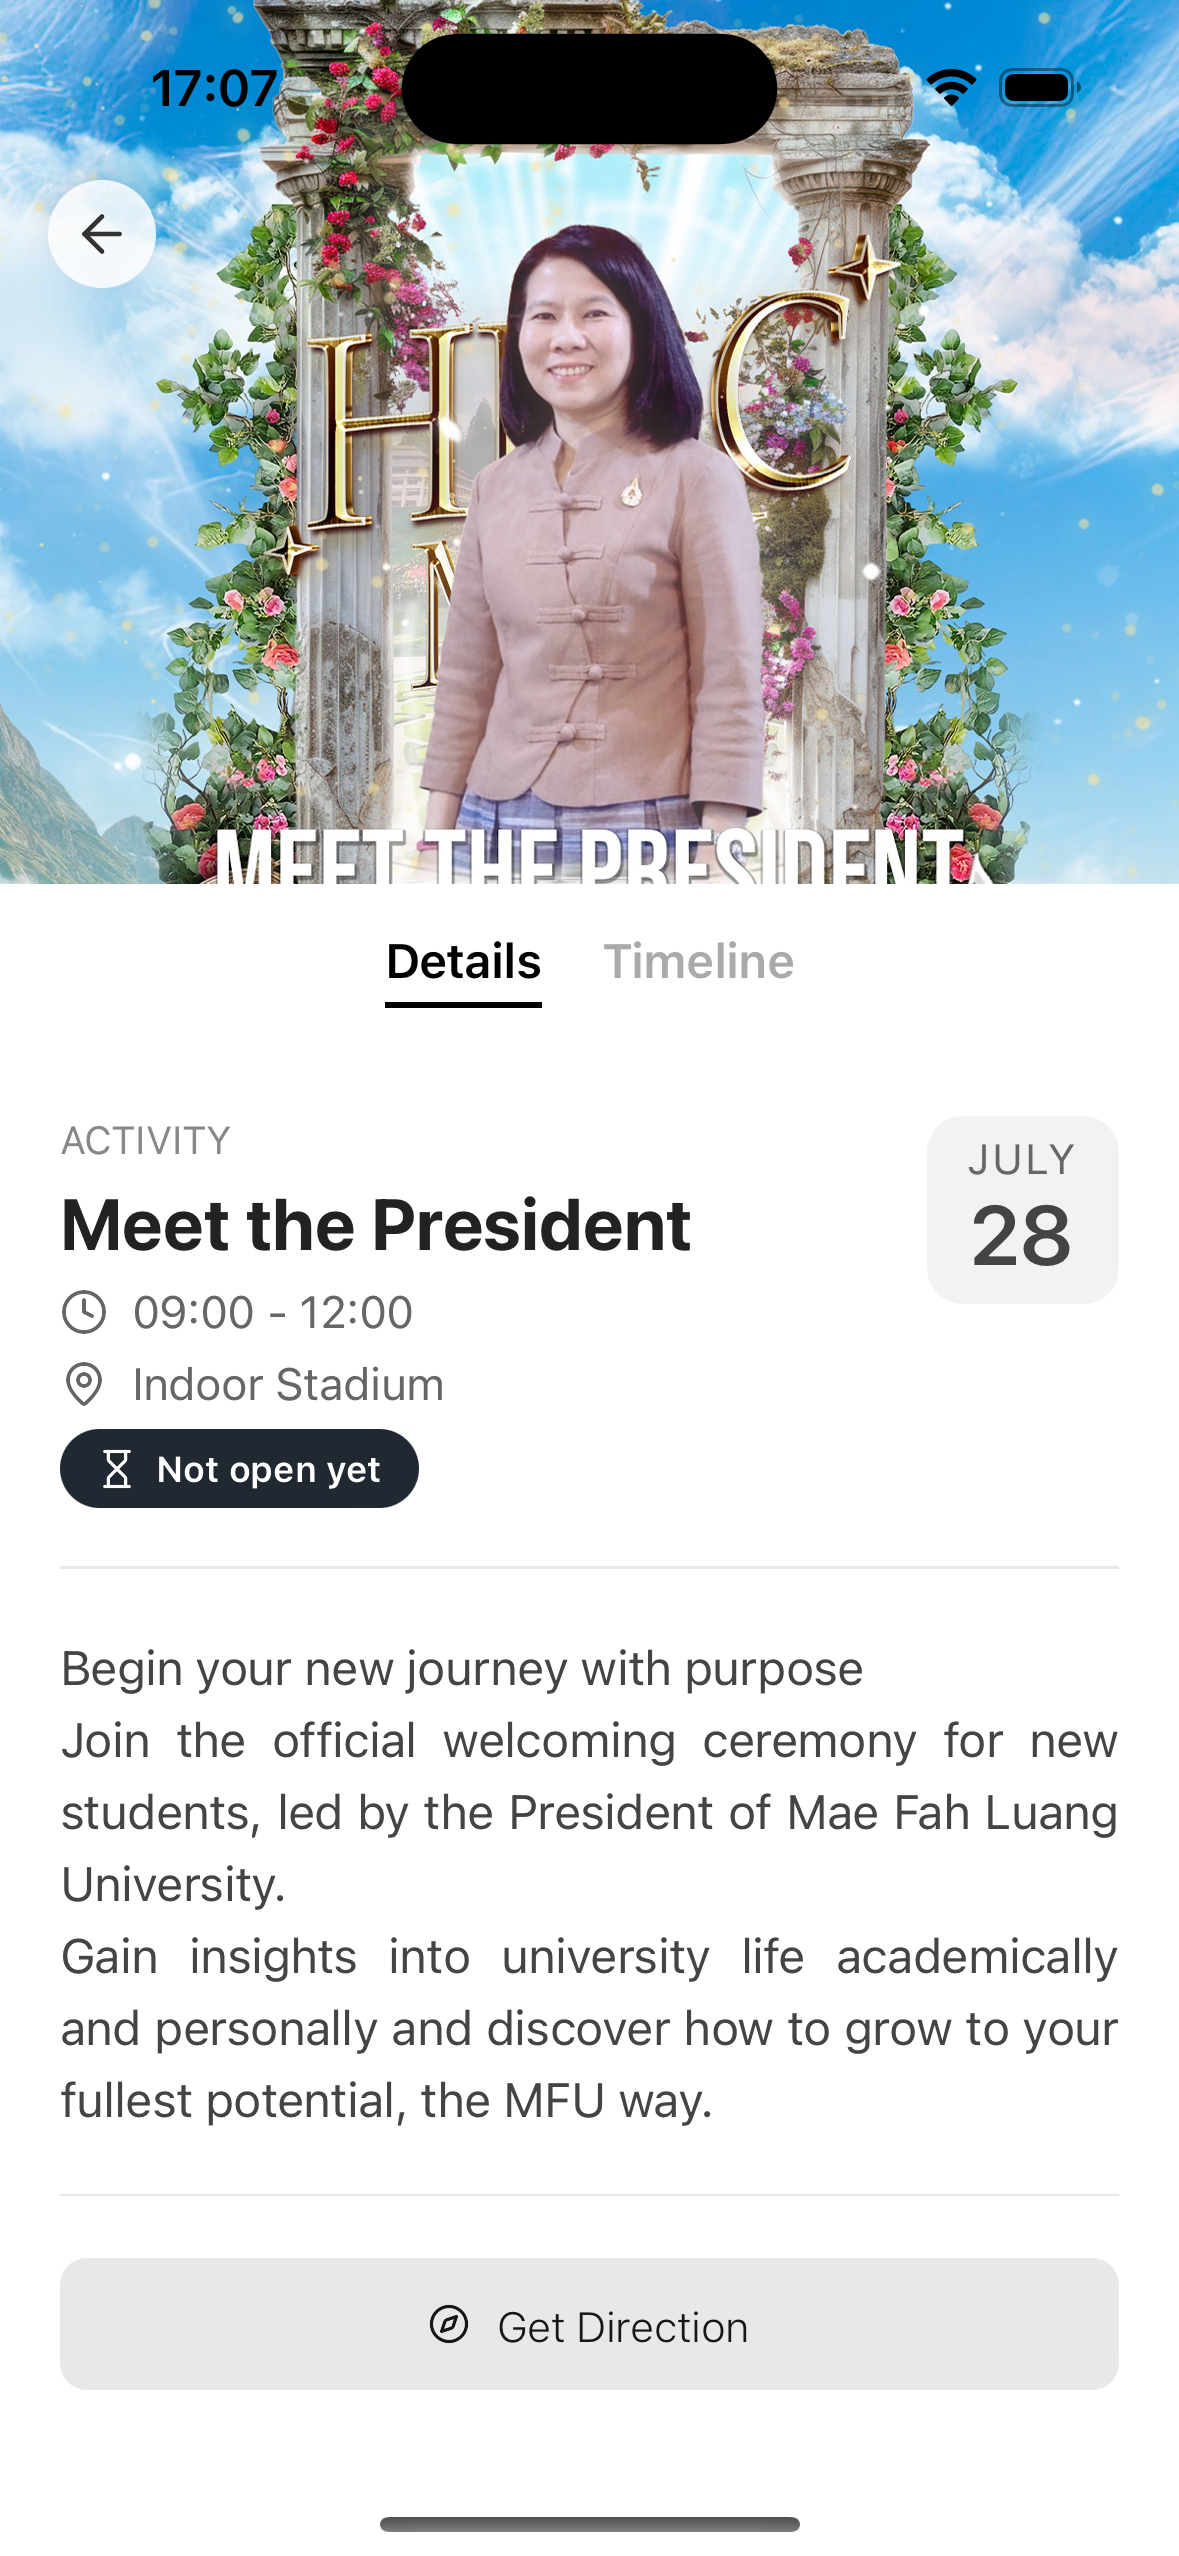 17:07
H C
MEET THE PRESIDENT
Details Timeline
ACTIVITY
Meet the President
JULY
28
09:00 - 12:00
Indoor Stadium
Not open yet
Begin your new journey with purpose
Join the official welcoming ceremony for new
students, led by the President of Mae Fah Luang
University.
Gain insights into university life academically
and personally and discover how to grow to your
fullest potential, the MFU way.
Get Direction